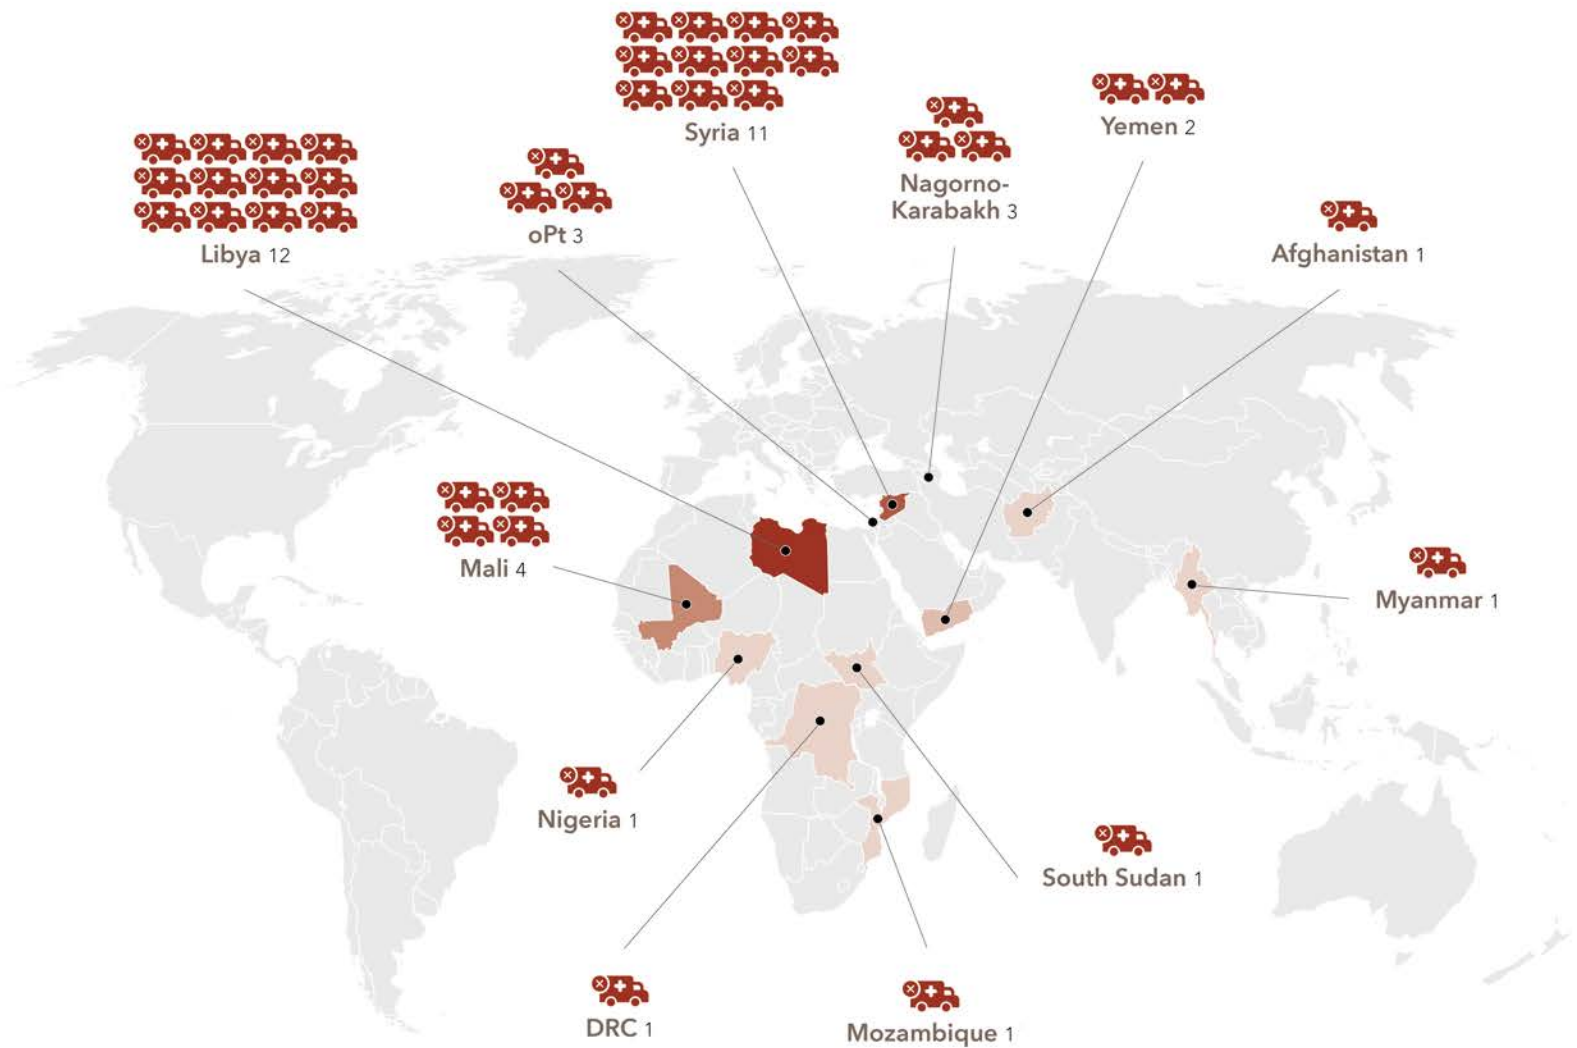 Syria 11
Yemen 2
Nagorno-
Karabakh 3
oPt 3
Libya 12
Afghanistan 1
Mali 4
Myanmar 1
Nigeria 1
South Sudan 1
DRC 1
Mozambique 1